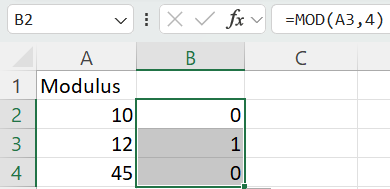 B2 fx =MOD(A3,4)
A B C
1 Modulus
2 10 0
3 12 1
4 45 0